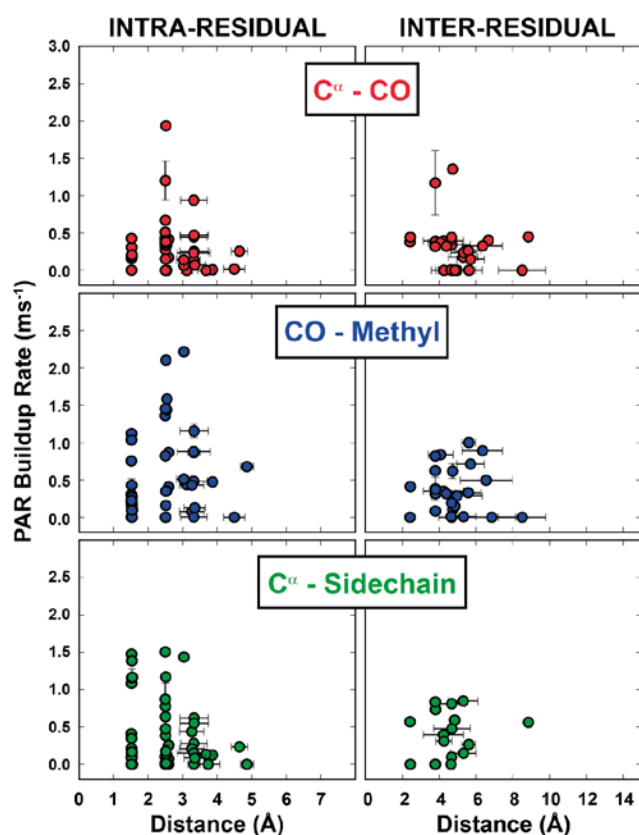 INTRA-RESIDUAL INTER-RESIDUAL
3.0
2.5
2.0
1.5
1.0
0.5
0.0
Cα - CO
2.5
2.0
1.5
1.0
0.5
0.0
CO - Methyl
2.5
2.0
1.5
1.0
0.5
0.0
Cα - Sidechain
PAR Buildup Rate (ms-1)
0 1 2 3 4 5 6 7 2 4 6 8 10 12 14
Distance (Å) Distance (Å)